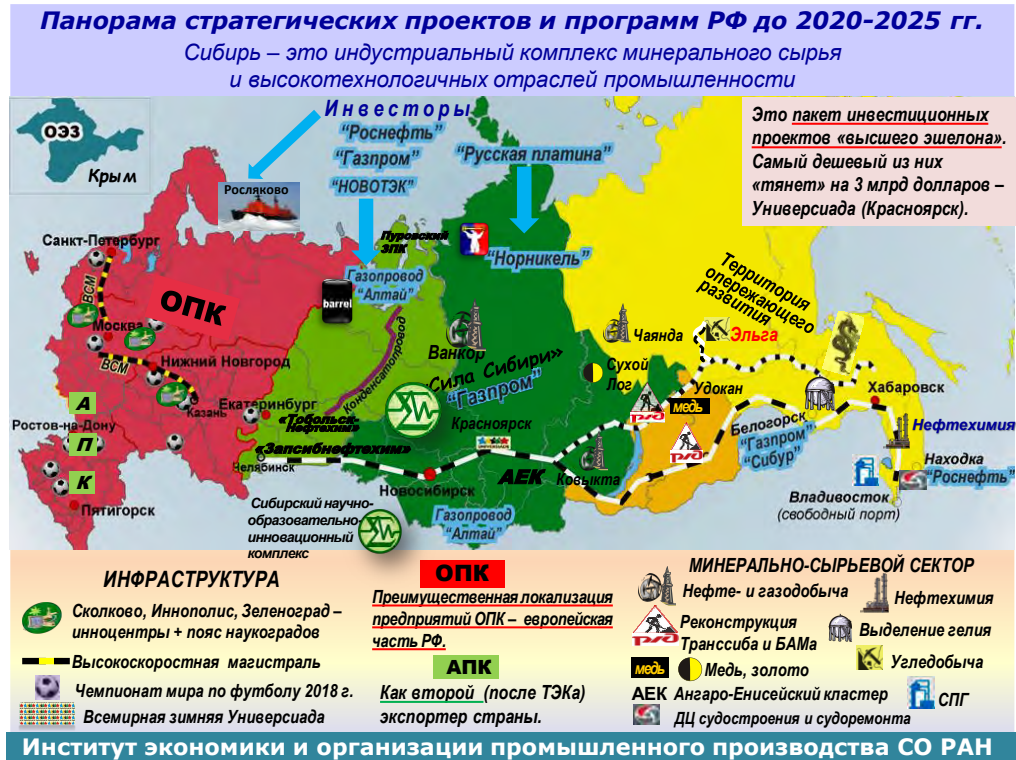 Панорама стратегических проектов и программ РФ до 2020-2025 гг.
Сибирь – это индустриальный комплекс минерального сырья
и высокотехнологичных отраслей промышленности
Инвесторы
“Роснефть”
“Газпром”
“НОВОТЭК”
“Русская платина”
Это пакет инвестиционных
проектов «высшего эшелона».
Самый дешевый из них
«тянет» на 3 млрд долларов –
Универсиада (Красноярск).
ОЭЗ
Крым
Росляково
Санкт-Петербург
ВСМ
Москва
ВСМ
ОПК
Нижний Новгород
Казань
Екатеринбург
А
Ростов-на-Дону
П
К
Пятигорск
Челябинск
Пуровский
ЗПК
Газопровод
“Алтай”
barrel
Конденсатопровод
«Тобольск-
Нефтехим»
«Запсибнефтехим»
“Норникель”
Ванкор
“Сила Сибири»
“Газпром”
Красноярск
Новосибирск
АЕК
Ковыкта
Газопровод
“Алтай”
Сибирский научно-
образовательно-
инновационный
комплекс
Территория
опережающего
развития
Чаянда
Эльга
Сухой
Лог
Удокан
медь
РЖД
РЖД
Белогорск
“Газпром”
“Сибур”
Хабаровск
Нефтехимия
Находка
“Роснефть”
Владивосток
(свободный порт)
ИНФРАСТРУКТУРА
Сколково, Иннополис, Зеленоград –
инноцентры + пояс наукоградов
Высокоскоростная магистраль
Чемпионат мира по футболу 2018 г.
Всемирная зимняя Универсиада
ОПК
Преимущественная локализация
предприятий ОПК – европейская
часть РФ.
АПК
Как второй (после ТЭКа)
экспортер страны.
МИНЕРАЛЬНО-СЫРЬЕВОЙ СЕКТОР
Нефте- и газодобыча
Нефтехимия
РЖД
Реконструкция
Транссиба и БАМа
Выделение гелия
медь
Медь, золото
Угледобыча
АЕК Ангаро-Енисейский кластер
СПГ
ДЦ судостроения и судоремонта
Институт экономики и организации промышленного производства СО РАН